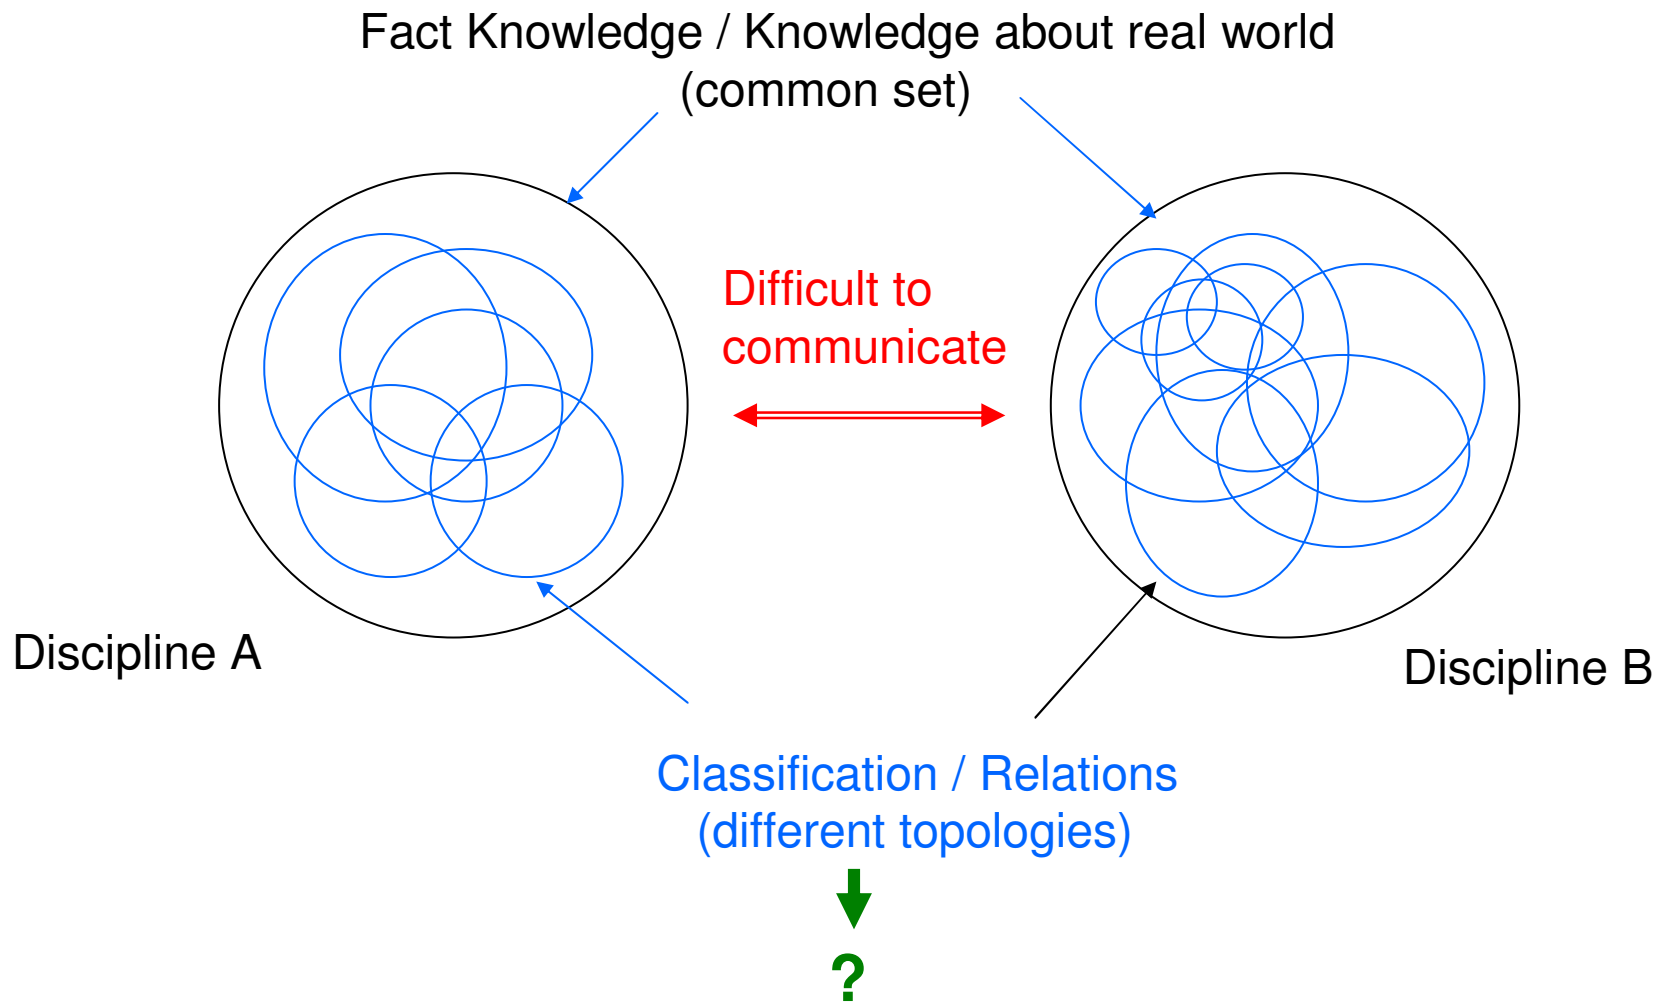 Fact Knowledge / Knowledge about real world
(common set)
Difficult to
communicate
Discipline A
Discipline B
Classification / Relations
(different topologies)
?